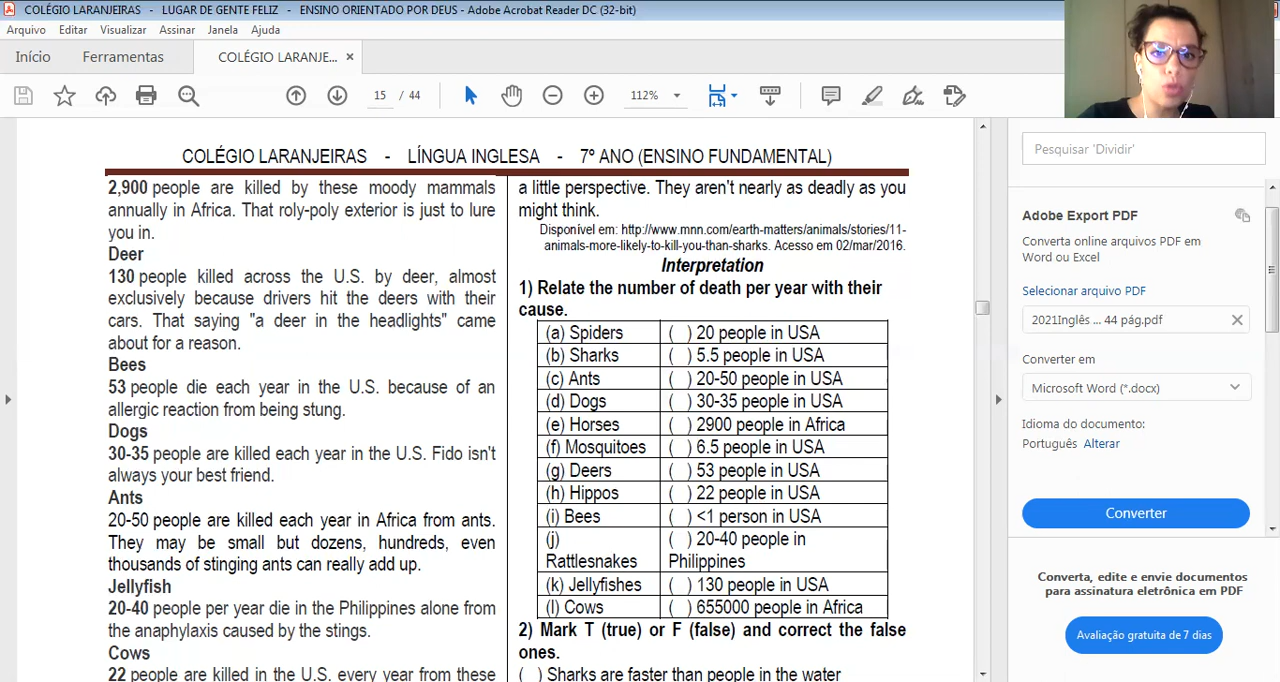 COLÉGIO LARANJEIRAS - LUGAR DE GENTE FELIZ - ENSINO ORIENTADO POR DEUS - Adobe Acrobat Reader DC (32-bit)
Arquivo Editar Visualizar Assinar Janela Ajuda
Início Ferramentas COLÉGIO LARANJE... ×
15 / 44 112%
COLÉGIO LARANJEIRAS - LÍNGUA INGLESA - 7º ANO (ENSINO FUNDAMENTAL)
2,900 people are killed by these moody mammals
annually in Africa. That roly-poly exterior is just to lure
you in.
Deer
130 people killed across the U.S. by deer, almost
exclusively because drivers hit the deers with their
cars. That saying "a deer in the headlights" came
about for a reason.
Bees
53 people die each year in the U.S. because of an
allergic reaction from being stung.
Dogs
30-35 people are killed each year in the U.S. Fido isn't
always your best friend.
Ants
20-50 people are killed each year in Africa from ants.
They may be small but dozens, hundreds, even
thousands of stinging ants can really add up.
Jellyfish
20-40 people per year die in the Philippines alone from
the anaphylaxis caused by the stings.
Cows
22 people are killed in the U.S. every year from these
a little perspective. They aren't nearly as deadly as you
might think.
Disponível em: http://www.mnn.com/earth-matters/animals/stories/11-
animals-more-likely-to-kill-you-than-sharks. Acesso em 02/mar/2016.
Interpretation
1) Relate the number of death per year with their
cause.
(a) Spiders ( ) 20 people in USA
(b) Sharks ( ) 5.5 people in USA
(c) Ants ( ) 20-50 people in USA
(d) Dogs ( ) 30-35 people in USA
(e) Horses ( ) 2900 people in Africa
(f) Mosquitoes ( ) 6.5 people in USA
(g) Deers ( ) 53 people in USA
(h) Hippos ( ) 22 people in USA
(i) Bees ( ) <1 person in USA
(j) ( ) 20-40 people in
Rattlesnakes Philippines
(k) Jellyfishes ( ) 130 people in USA
(l) Cows ( ) 655000 people in Africa
2) Mark T (true) or F (false) and correct the false
ones.
( ) Sharks are faster than people in the water
Pesquisar 'Dividir'
Adobe Export PDF
Converta online arquivos PDF em
Word ou Excel
Selecionar arquivo PDF
2021Inglês ... 44 pág.pdf
Converter em
Microsoft Word (*.docx)
Idioma do documento:
Português Alterar
Converter
Converta, edite e envie documentos
para assinatura eletrônica em PDF
Avaliação gratuita de 7 dias